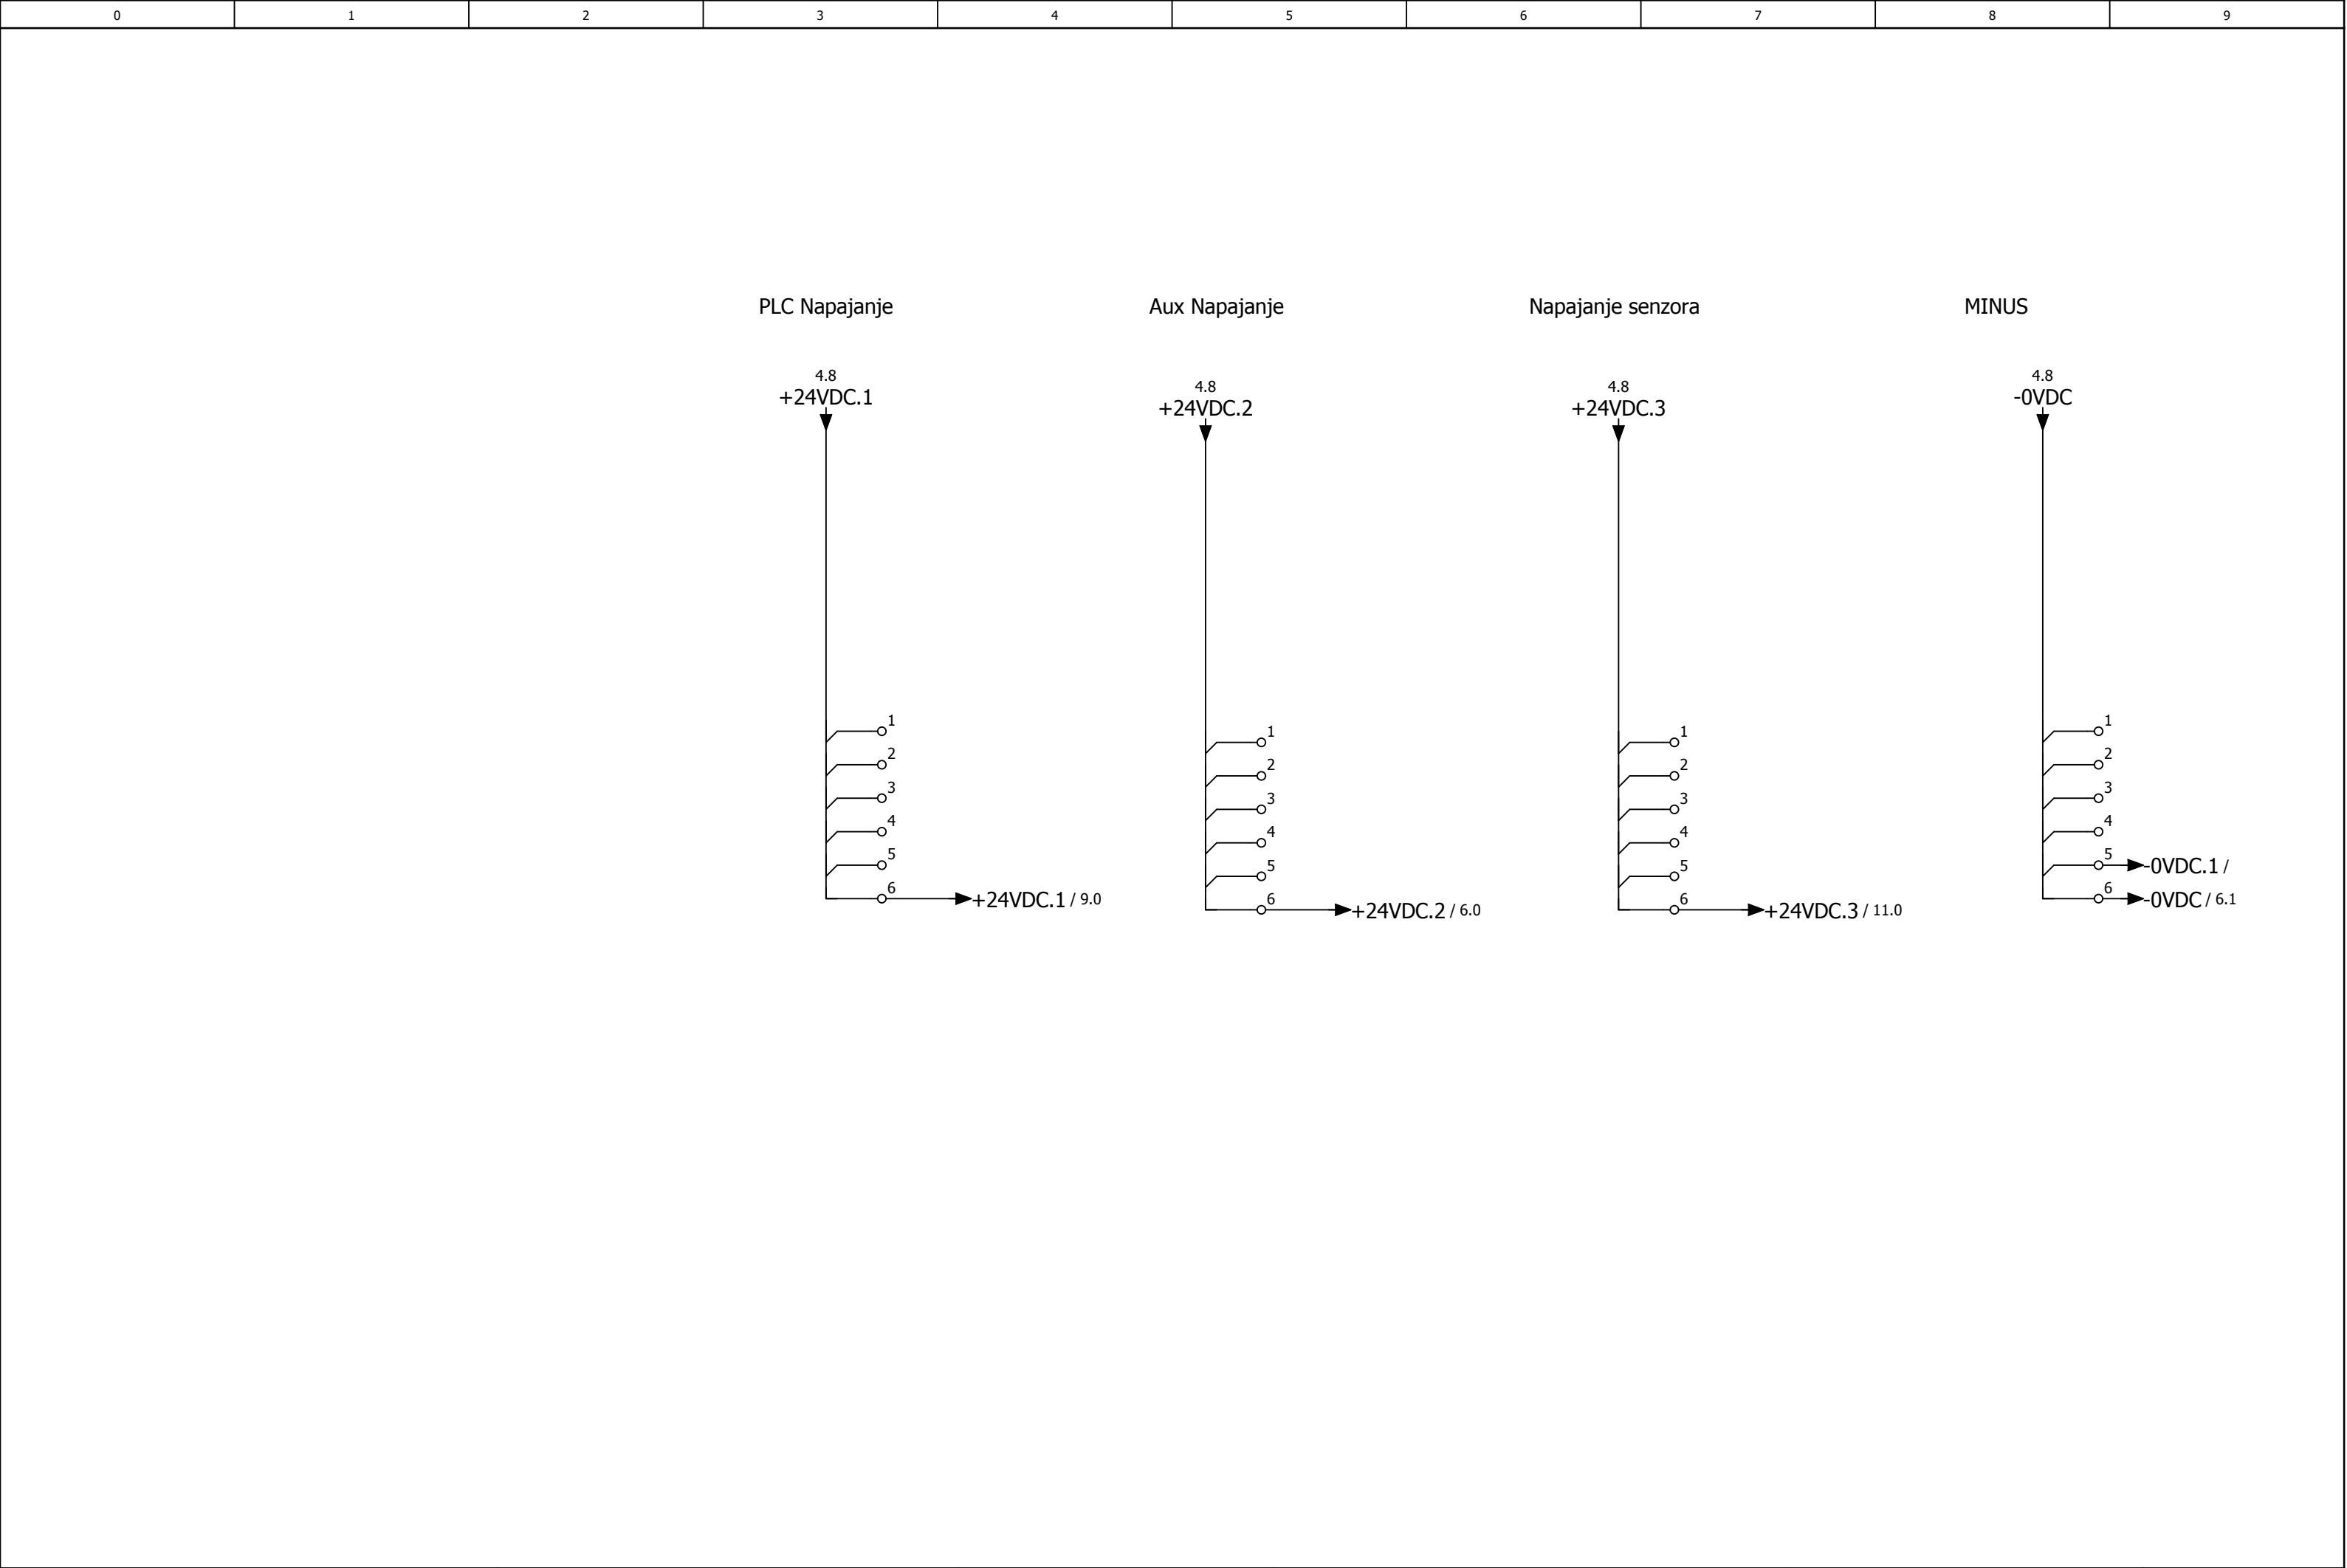 0 1 2 3 4 5 6 7 8 9
PLC Napajanje Aux Napajanje Napajanje senzora MINUS
4.8
+24VDC.1
1
2
3
4
5
6
+24VDC.1 / 9.0
4.8
+24VDC.2
1
2
3
4
5
6
+24VDC.2 / 6.0
4.8
+24VDC.3
1
2
3
4
5
6
+24VDC.3 / 11.0
4.8
-0VDC
1
2
3
4
5
-0VDC.1 /
6
-0VDC / 6.1